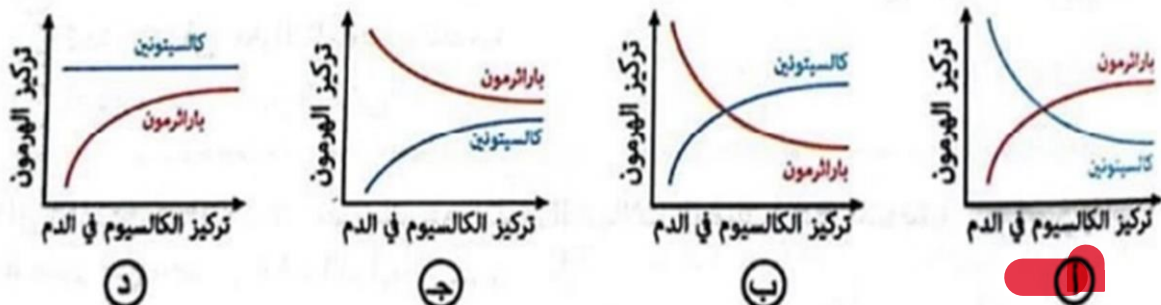 تركيز الهرمون
باراثرمون
كالسيتونين
تركيز الكالسيوم في الدم
أ
تركيز الهرمون
كالسيتونين
باراثرمون
تركيز الكالسيوم في الدم
ب
تركيز الهرمون
باراثرمون
كالسيتونين
تركيز الكالسيوم في الدم
جـ
تركيز الهرمون
كالسيتونين
باراثرمون
تركيز الكالسيوم في الدم
د